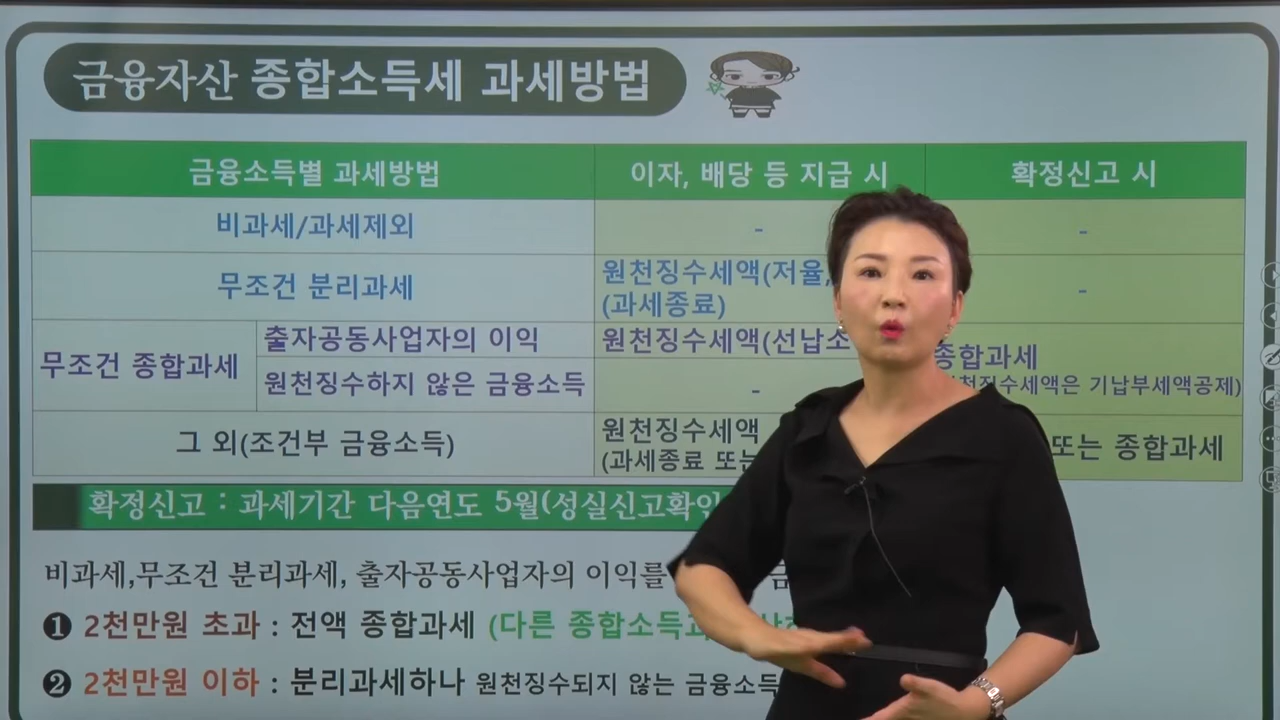 금융자산 종합소득세 과세방법
금융소득별 과세방법 이자, 배당 등 지급 시 확정신고 시
비과세/과세제외 - -
무조건 분리과세 원천징수세액(저율, (과세종료) -
무조건 종합과세
출자공동사업자의 이익 원천징수세액(선납
원천징수하지 않은 금융소득 -
종합과세
천징수세액은 기납부세액공제)
그 외(조건부 금융소득) 원천징수세액
(과세종료 또는 또는 종합과세
확정신고 : 과세기간 다음연도 5월(성실신고확인
비과세,무조건 분리과세, 출자공동사업자의 이익을
❶ 2천만원 초과 : 전액 종합과세 (다른 종합소득과
❷ 2천만원 이하 : 분리과세하나 원천징수되지 않는 금융소득